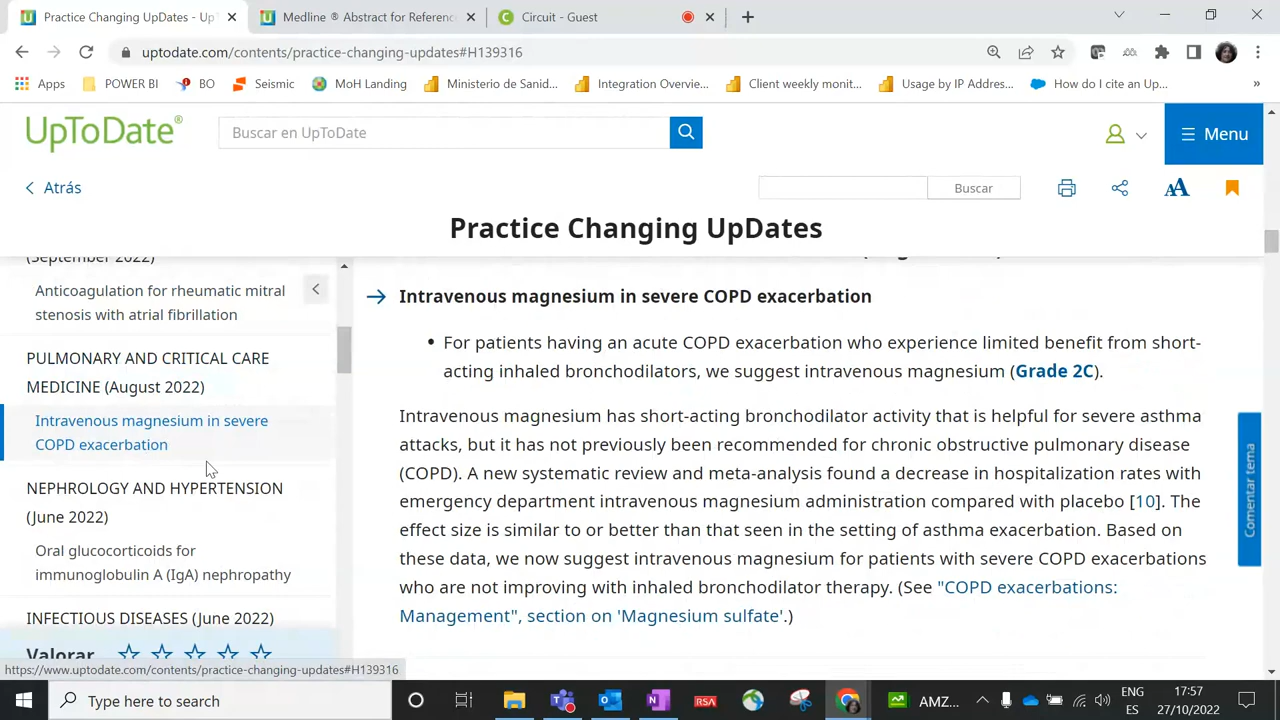 Practice Changing UpDates - UpT
Medline ® Abstract for Referenc
Circuit - Guest
uptodate.com/contents/practice-changing-updates#H139316
Apps
POWER BI
BO
Seismic
MoH Landing
Ministerio de Sanid...
Integration Overvie...
Client weekly monit...
Usage by IP Addres...
How do I cite an Up...
»
UpToDate®
Buscar en UpToDate
Menu
Atrás
Buscar
AA
Practice Changing UpDates
(September 2022)
Anticoagulation for rheumatic mitral
stenosis with atrial fibrillation
PULMONARY AND CRITICAL CARE
MEDICINE (August 2022)
Intravenous magnesium in severe
COPD exacerbation
NEPHROLOGY AND HYPERTENSION
(June 2022)
Oral glucocorticoids for
immunoglobulin A (IgA) nephropathy
INFECTIOUS DISEASES (June 2022)
Valorar
https://www.uptodate.com/contents/practice-changing-updates#H139316
Intravenous magnesium in severe COPD exacerbation
• For patients having an acute COPD exacerbation who experience limited benefit from short-
acting inhaled bronchodilators, we suggest intravenous magnesium (Grade 2C).
Intravenous magnesium has short-acting bronchodilator activity that is helpful for severe asthma
attacks, but it has not previously been recommended for chronic obstructive pulmonary disease
(COPD). A new systematic review and meta-analysis found a decrease in hospitalization rates with
emergency department intravenous magnesium administration compared with placebo [10]. The
effect size is similar to or better than that seen in the setting of asthma exacerbation. Based on
these data, we now suggest intravenous magnesium for patients with severe COPD exacerbations
who are not improving with inhaled bronchodilator therapy. (See "COPD exacerbations:
Management", section on 'Magnesium sulfate'.)
Comentar tema
Type here to search
RSA
AMZ...
ENG
ES
17:57
27/10/2022